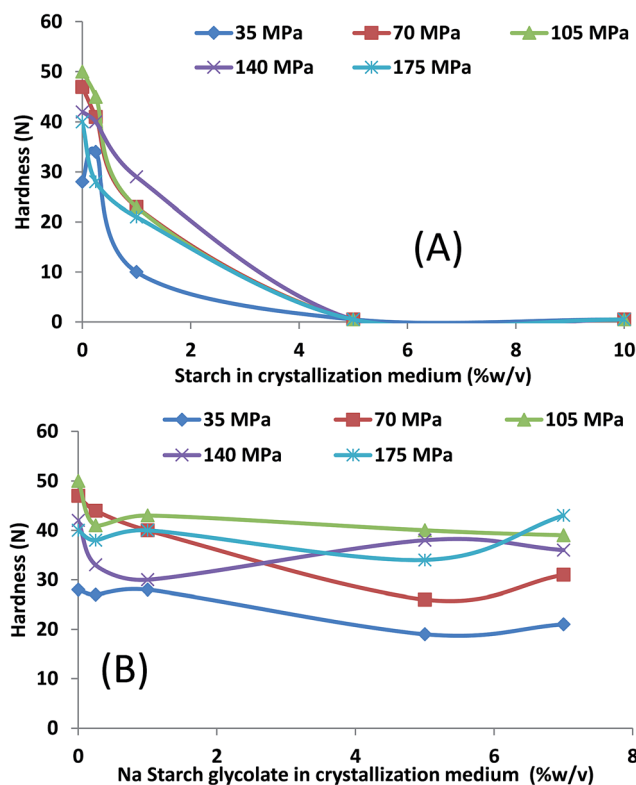 60
50
40
30
20
10
0
Hardness (N)
35 MPa 70 MPa 105 MPa
140 MPa 175 MPa
(A)
0 2 4 6 8 10
Starch in crystallization medium (%w/v)
35 MPa 70 MPa 105 MPa
140 MPa 175 MPa
60
50
40
30
20
10
0
Hardness (N)
(B)
0 2 4 6 8
Na Starch glycolate in crystallization medium (%w/v)